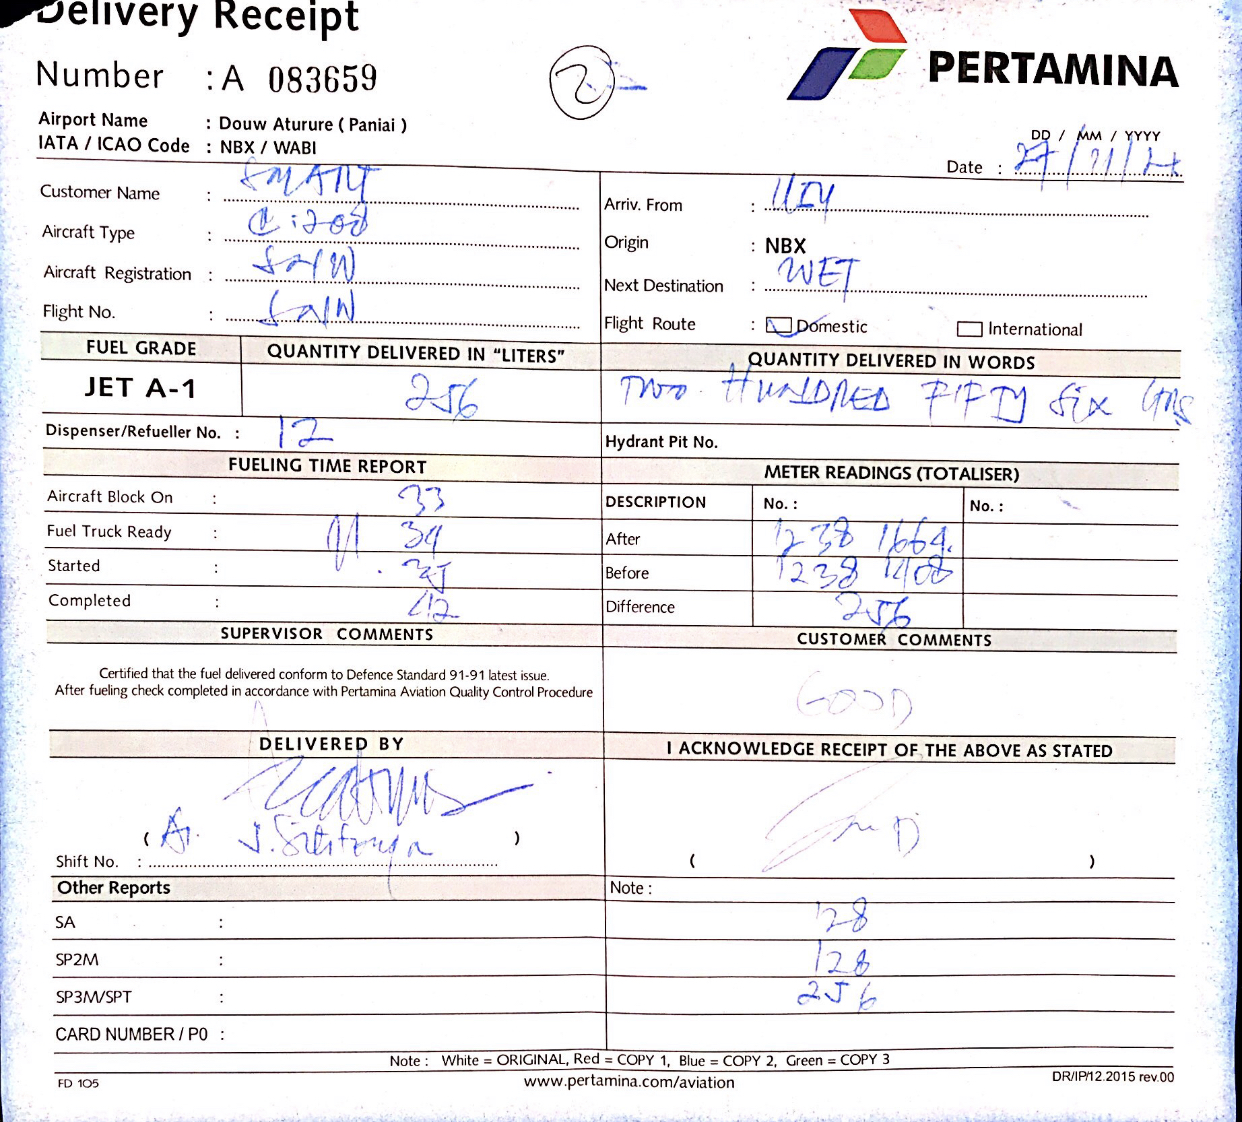 Delivery Receipt
Number : A 083659
2
PERTAMINA
Airport Name : Douw Aturure ( Paniai )
IATA / ICAO Code : NBX / WABI
DD / MM / YYYY
Date :
Customer Name : SMART
Arriv. From :
Aircraft Type : C 208
Origin : NBX
Aircraft Registration : SNW
Next Destination : WET
Flight No. : SNW
Flight Route : Domestic International
FUEL GRADE QUANTITY DELIVERED IN "LITERS" QUANTITY DELIVERED IN WORDS
JET A-1 256 TWO HUNDRED FIFTY SIX
Dispenser/Refueller No. : 12 Hydrant Pit No.
FUELING TIME REPORT METER READINGS (TOTALISER)
Aircraft Block On : 33 DESCRIPTION No. : No. :
Fuel Truck Ready : 34 After 1238 1664.
Started : 35 Before 1238 1408
Completed : 42 Difference 256
SUPERVISOR COMMENTS CUSTOMER COMMENTS
Certified that the fuel delivered conform to Defence Standard 91-91 latest issue.
After fueling check completed in accordance with Pertamina Aviation Quality Control Procedure
GOOD
DELIVERED BY I ACKNOWLEDGE RECEIPT OF THE ABOVE AS STATED
( )
Shift No. :
( )
Other Reports Note :
SA : 128
SP2M : 128
SP3M/SPT : 256
CARD NUMBER / P0 :
Note : White = ORIGINAL, Red = COPY 1, Blue = COPY 2, Green = COPY 3
FD 105 www.pertamina.com/aviation DR/IP/12.2015 rev.00